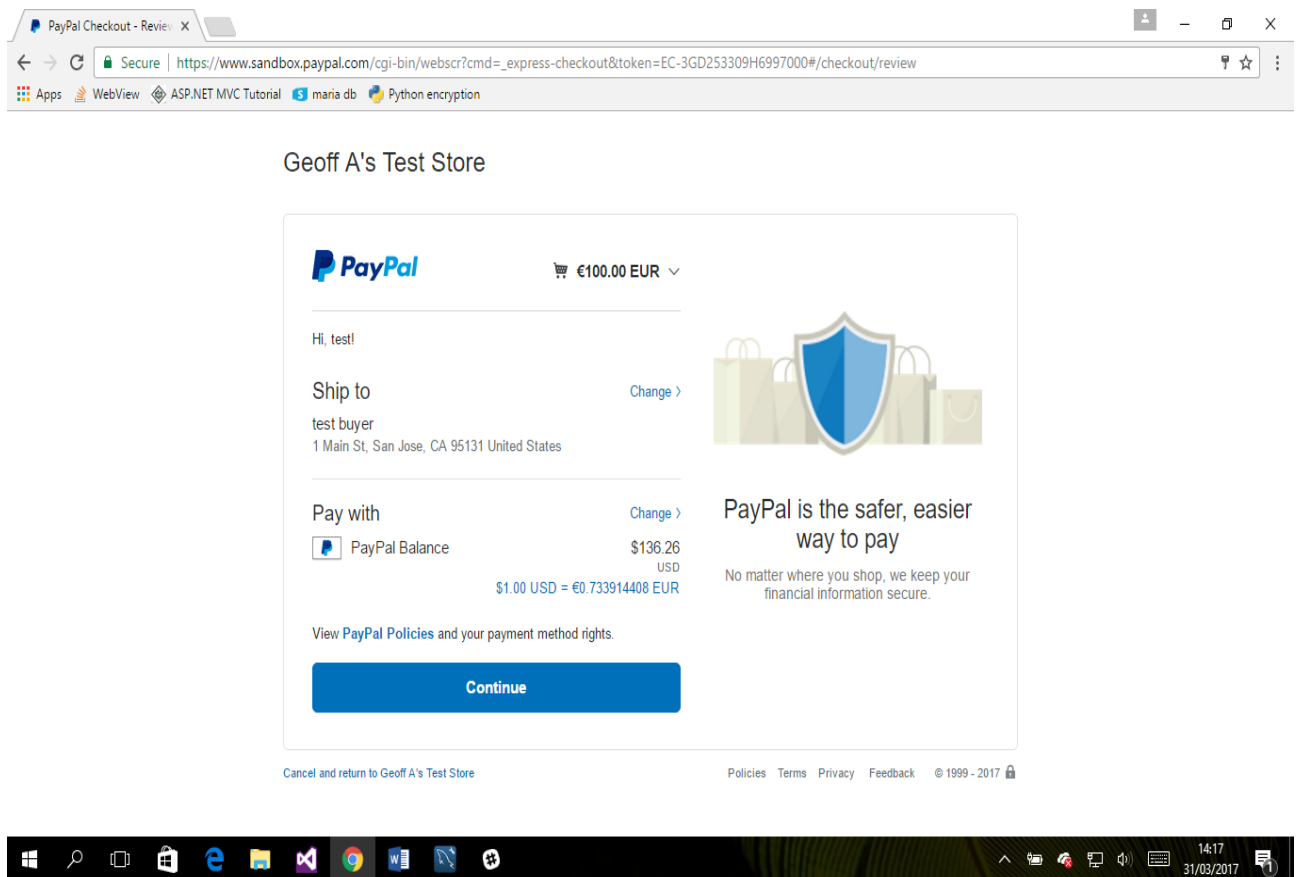 PayPal Checkout - Review
Secure https://www.sandbox.paypal.com/cgi-bin/webscr?cmd=_express-checkout&token=EC-3GD253309H6997000#/checkout/review
Apps WebView ASP.NET MVC Tutorial maria db Python encryption
Geoff A's Test Store
PayPal €100.00 EUR
Hi, test!
Ship to Change >
test buyer
1 Main St, San Jose, CA 95131 United States
Pay with Change >
PayPal Balance $136.26
USD
$1.00 USD = €0.733914408 EUR
View PayPal Policies and your payment method rights.
Continue
PayPal is the safer, easier
way to pay
No matter where you shop, we keep your
financial information secure.
Cancel and return to Geoff A's Test Store
Policies Terms Privacy Feedback © 1999 - 2017
14:17
31/03/2017